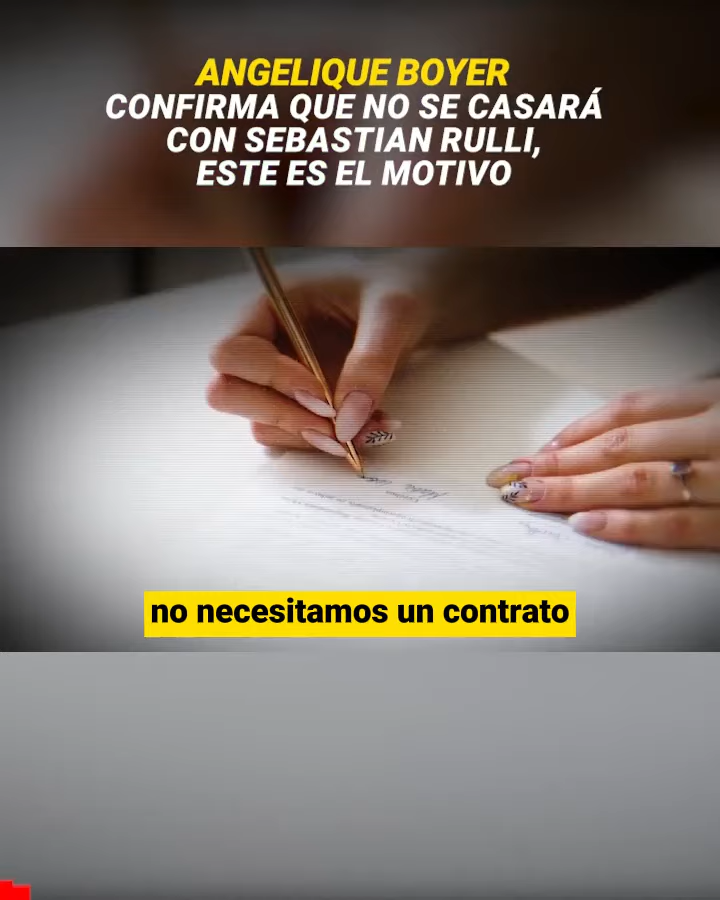 ANGELIQUE BOYER
CONFIRMA QUE NO SE CASARÁ
CON SEBASTIAN RULLI,
ESTE ES EL MOTIVO
no necesitamos un contrato